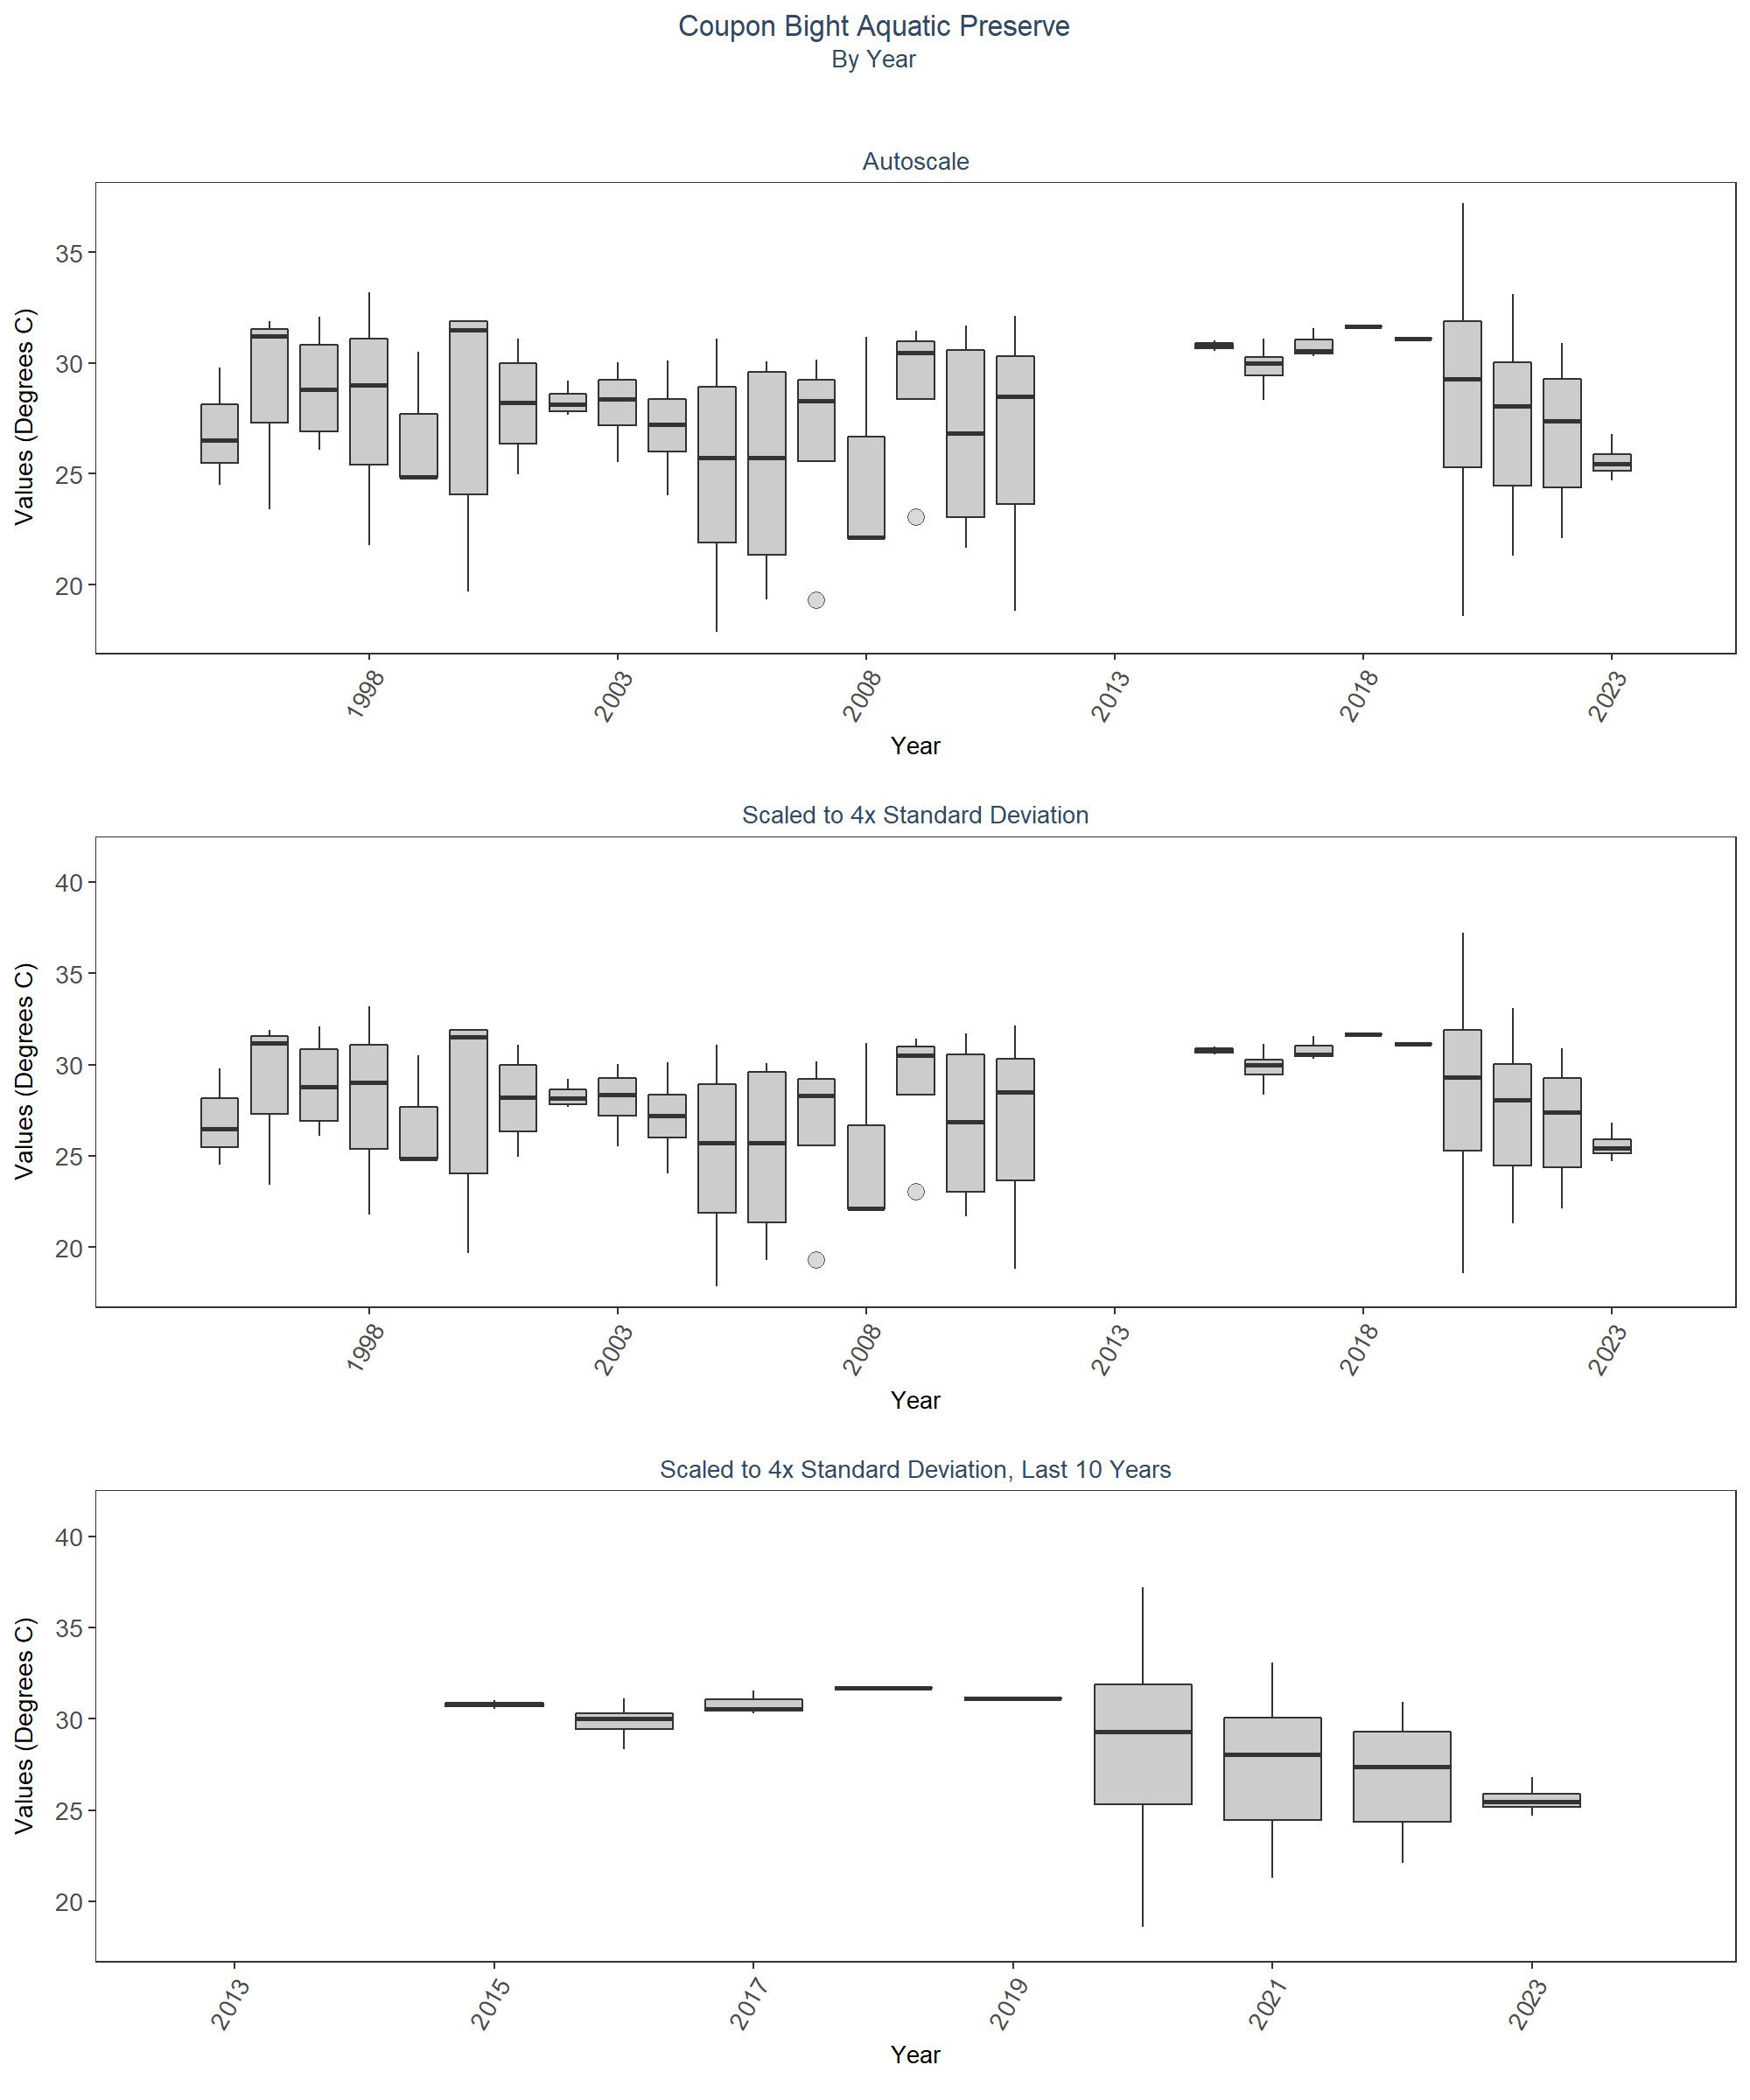 Coupon Bight Aquatic Preserve
By Year
Autoscale
Values (Degrees C)
35
30
25
20
1998
2003
2008
2013
2018
2023
Year
Scaled to 4x Standard Deviation
Values (Degrees C)
40
35
30
25
20
1998
2003
2008
2013
2018
2023
Year
Scaled to 4x Standard Deviation, Last 10 Years
Values (Degrees C)
40
35
30
25
20
2013
2015
2017
2019
2021
2023
Year